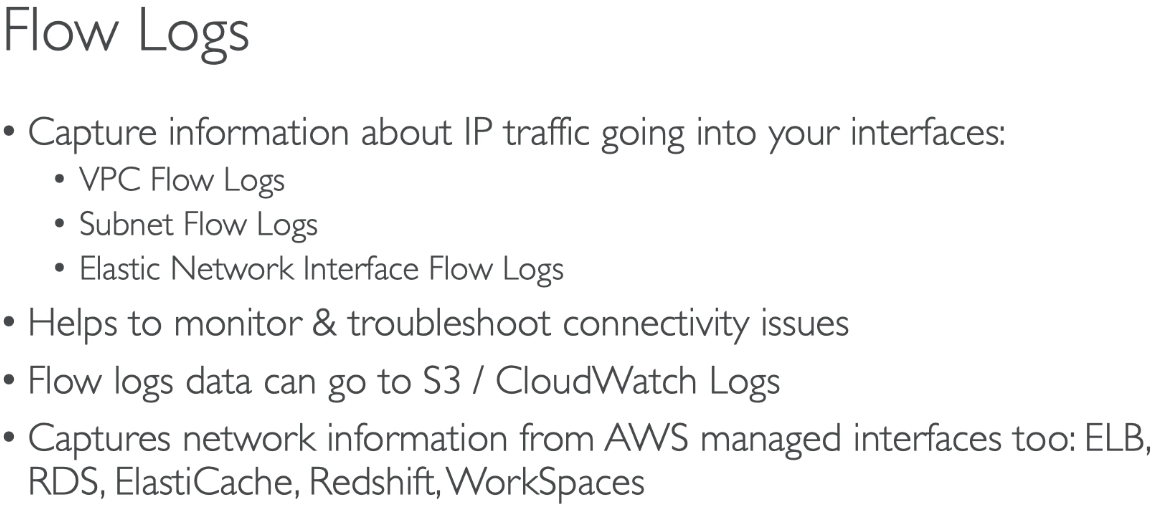 Flow Logs
• Capture information about IP traffic going into your interfaces:
• VPC Flow Logs
• Subnet Flow Logs
• Elastic Network Interface Flow Logs
• Helps to monitor & troubleshoot connectivity issues
• Flow logs data can go to S3 / CloudWatch Logs
• Captures network information from AWS managed interfaces too: ELB,
RDS, ElastiCache, Redshift, WorkSpaces